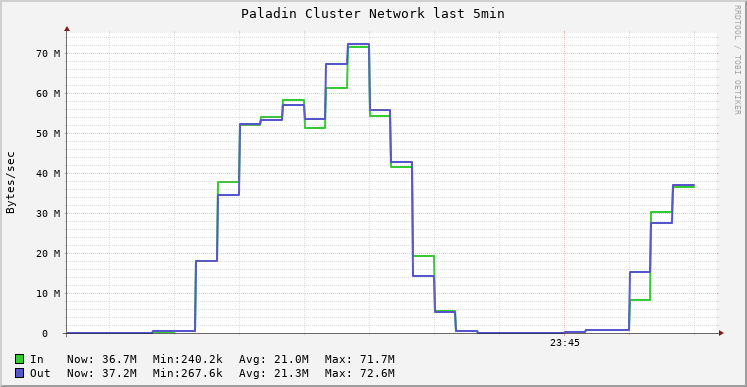 Paladin Cluster Network last 5min
RRDTOOL / TOBI OETIKER
Bytes/sec
70 M
60 M
50 M
40 M
30 M
20 M
10 M
0
23:45
In Now: 36.7M Min:240.2k Avg: 21.0M Max: 71.7M
Out Now: 37.2M Min:267.6k Avg: 21.3M Max: 72.6M